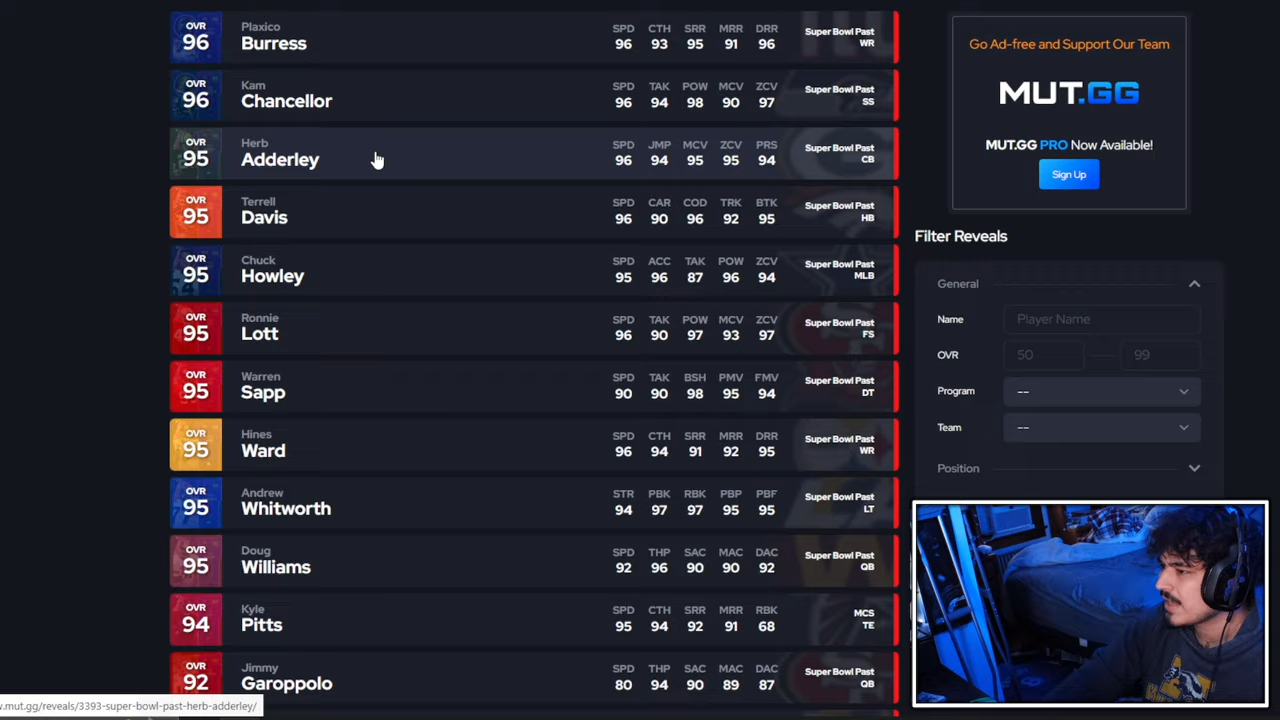 OVR
96
Plaxico
Burress
SPD CTH SRR MRR DRR
96 93 95 91 96
Super Bowl Past
WR
OVR
96
Kam
Chancellor
SPD TAK POW MCV ZCV
96 94 98 90 97
Super Bowl Past
SS
OVR
95
Herb
Adderley
SPD JMP MCV ZCV PRS
96 94 95 95 94
Super Bowl Past
CB
OVR
95
Terrell
Davis
SPD CAR COD TRK BTK
96 90 96 92 95
Super Bowl Past
HB
OVR
95
Chuck
Howley
SPD ACC TAK POW ZCV
95 96 87 96 94
Super Bowl Past
MLB
OVR
95
Ronnie
Lott
SPD TAK POW MCV ZCV
96 90 97 93 97
Super Bowl Past
FS
OVR
95
Warren
Sapp
SPD TAK BSH PMV FMV
90 90 98 95 94
Super Bowl Past
DT
OVR
95
Hines
Ward
SPD CTH SRR MRR DRR
96 94 91 92 95
Super Bowl Past
WR
OVR
95
Andrew
Whitworth
STR PBK RBK PBP PBF
94 97 97 95 95
Super Bowl Past
LT
OVR
95
Doug
Williams
SPD THP SAC MAC DAC
92 96 90 90 92
Super Bowl Past
QB
OVR
94
Kyle
Pitts
SPD CTH SRR MRR RBK
95 94 92 91 68
MCS
TE
OVR
92
Jimmy
Garoppolo
SPD THP SAC MAC DAC
80 94 90 89 87
Super Bowl Past
QB
w.mut.gg/reveals/3393-super-bowl-past-herb-adderley/
Go Ad-free and Support Our Team
MUT.GG
MUT.GG PRO Now Available!
Sign Up
Filter Reveals
General
Name Player Name
OVR 50 99
Program --
Team --
Position